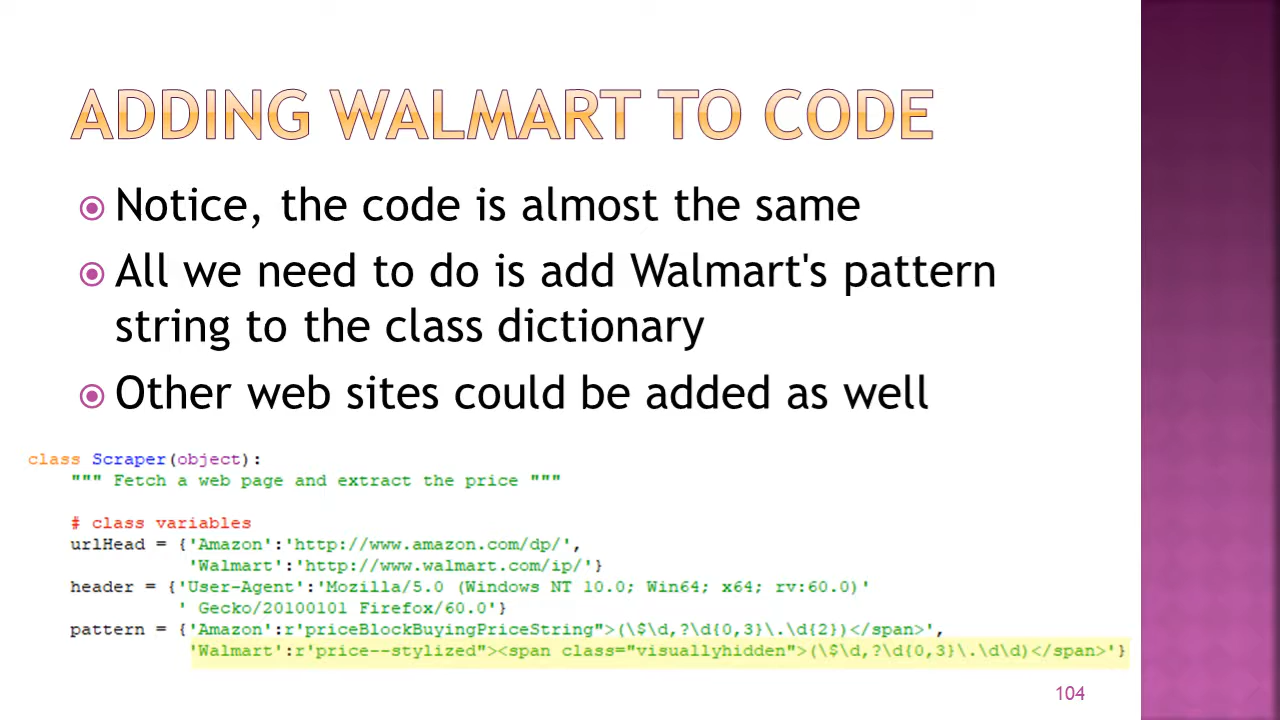 ADDING WALMART TO CODE
Notice, the code is almost the same
All we need to do is add Walmart's pattern
string to the class dictionary
Other web sites could be added as well
class Scraper(object):
    """ Fetch a web page and extract the price """
    # class variables
    urlHead = {'Amazon':'http://www.amazon.com/dp/',
               'Walmart':'http://www.walmart.com/ip/'}
    header = {'User-Agent':'Mozilla/5.0 (Windows NT 10.0; Win64; x64; rv:60.0)'
              ' Gecko/20100101 Firefox/60.0'}
    pattern = {'Amazon':r'priceBlockBuyingPriceString">(\$\d,?\d{0,3}\.\d{2})</span>',
               'Walmart':r'price--stylized"><span class="visuallyhidden">(\$\d,?\d{0,3}\.\d\d)</span>'}
104